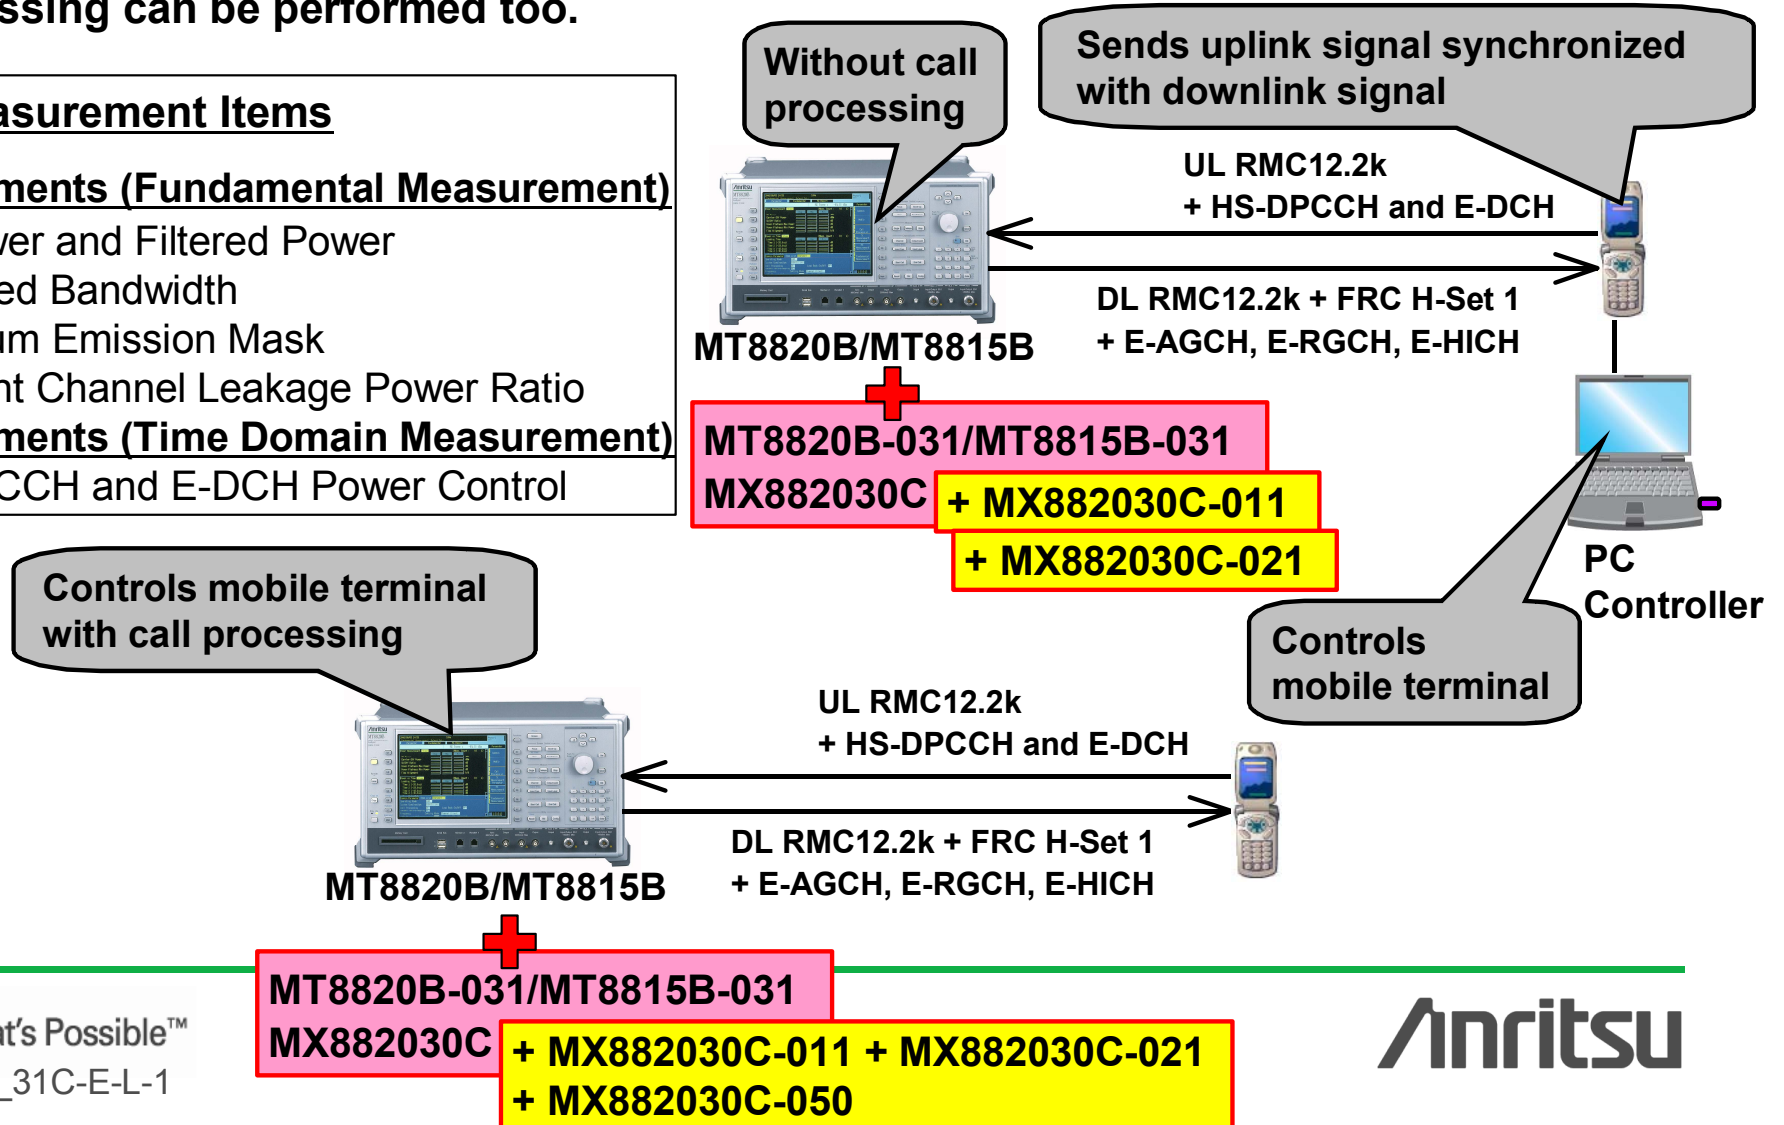 ssing can be performed too.
asurement Items
ments (Fundamental Measurement)
wer and Filtered Power
ed Bandwidth
um Emission Mask
nt Channel Leakage Power Ratio
ments (Time Domain Measurement)
CCH and E-DCH Power Control
Without call
processing
Sends uplink signal synchronized
with downlink signal
UL RMC12.2k
+ HS-DPCCH and E-DCH
DL RMC12.2k + FRC H-Set 1
+ E-AGCH, E-RGCH, E-HICH
Anritsu
MT8820B/MT8815B
MT8820B-031/MT8815B-031
MX882030C
+ MX882030C-011
+ MX882030C-021
PC
Controller
Controls
mobile terminal
Controls mobile terminal
with call processing
UL RMC12.2k
+ HS-DPCCH and E-DCH
DL RMC12.2k + FRC H-Set 1
+ E-AGCH, E-RGCH, E-HICH
Anritsu
MT8820B/MT8815B
MT8820B-031/MT8815B-031
MX882030C
+ MX882030C-011 + MX882030C-021
+ MX882030C-050
at's Possible™
_31C-E-L-1
Anritsu